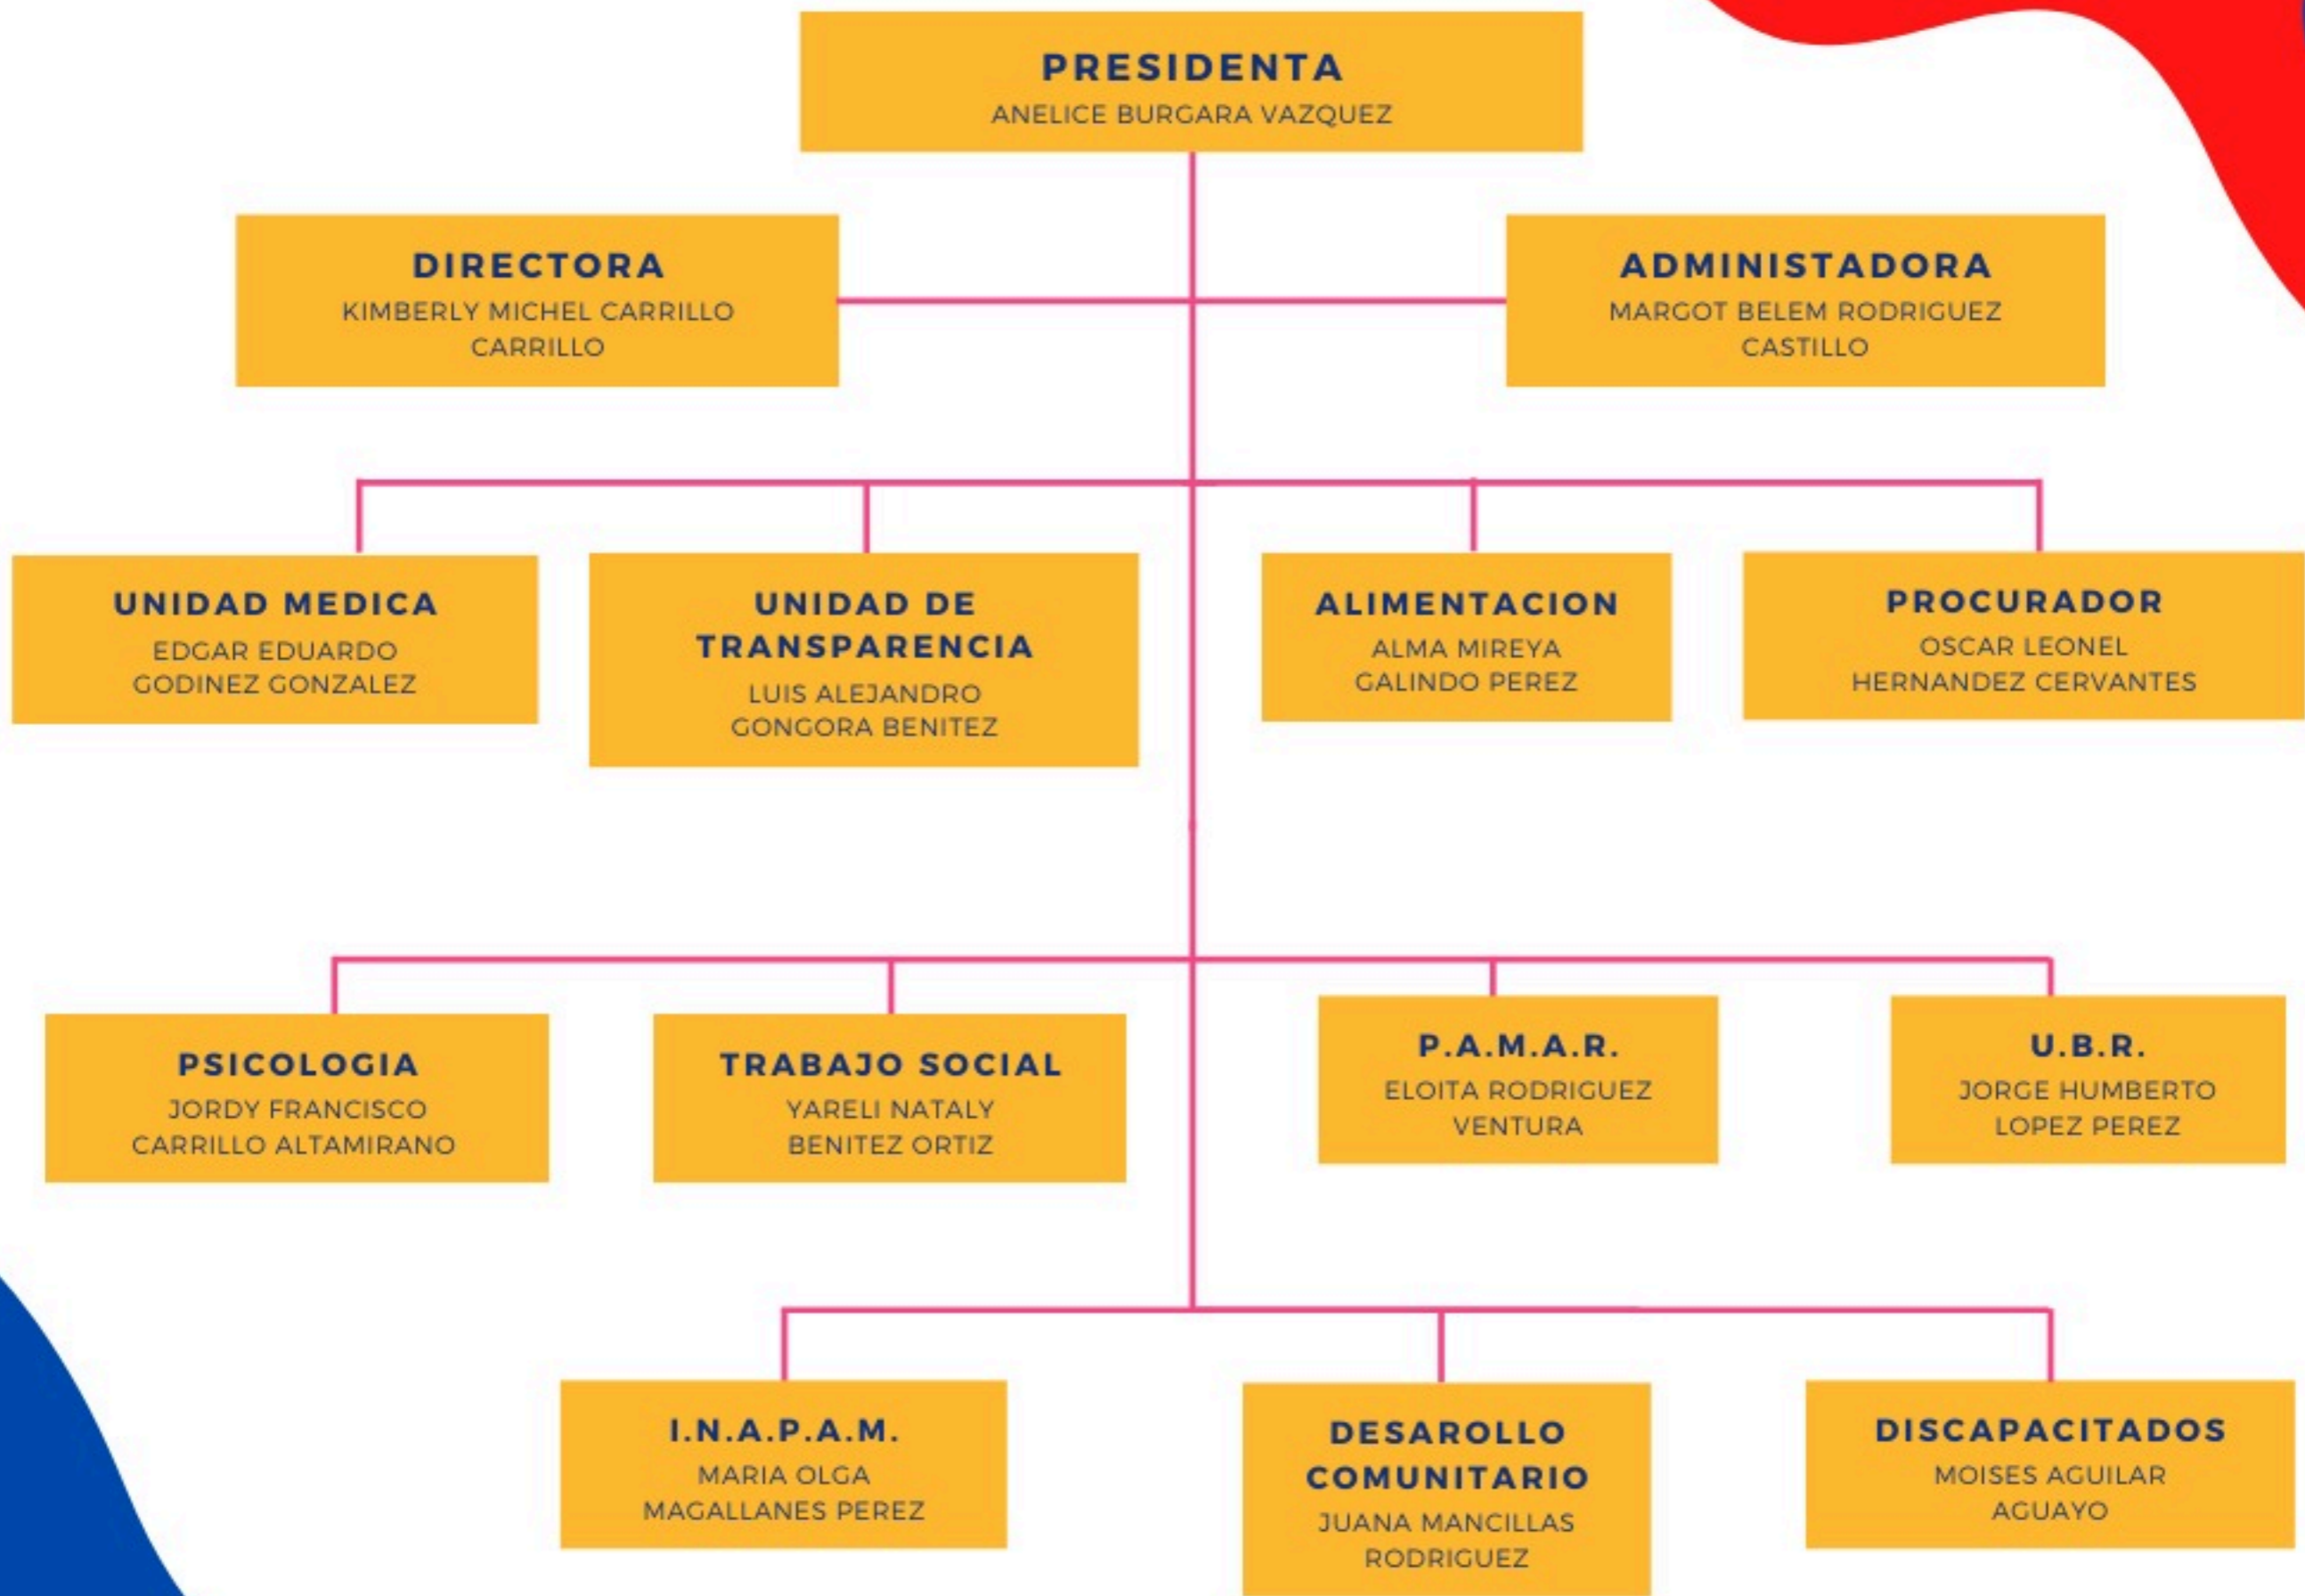 PRESIDENTA
ANELICE BURGARA VAZQUEZ
DIRECTORA
KIMBERLY MICHEL CARRILLO
CARRILLO
ADMINISTADORA
MARGOT BELEM RODRIGUEZ
CASTILLO
UNIDAD MEDICA
EDGAR EDUARDO
GODINEZ GONZALEZ
UNIDAD DE
TRANSPARENCIA
LUIS ALEJANDRO
GONGORA BENITEZ
ALIMENTACION
ALMA MIREYA
GALINDO PEREZ
PROCURADOR
OSCAR LEONEL
HERNANDEZ CERVANTES
PSICOLOGIA
JORDY FRANCISCO
CARRILLO ALTAMIRANO
TRABAJO SOCIAL
YARELI NATALY
BENITEZ ORTIZ
P.A.M.A.R.
ELOITA RODRIGUEZ
VENTURA
U.B.R.
JORGE HUMBERTO
LOPEZ PEREZ
I.N.A.P.A.M.
MARIA OLGA
MAGALLANES PEREZ
DESAROLLO
COMUNITARIO
JUANA MANCILLAS
RODRIGUEZ
DISCAPACITADOS
MOISES AGUILAR
AGUAYO